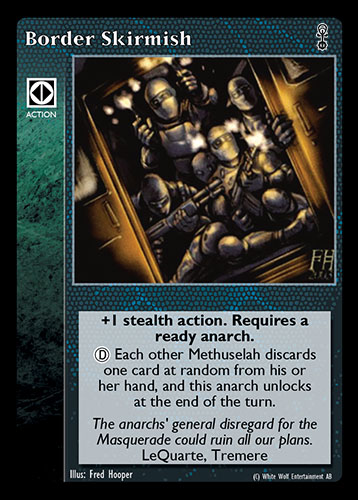 Border Skirmish
ACTION
FH
+1 stealth action. Requires a
ready anarch.
D Each other Methuselah discards
one card at random from his or
her hand, and this anarch unlocks
at the end of the turn.
The anarchs' general disregard for the
Masquerade could ruin all our plans.
LeQuarte, Tremere
Illus: Fred Hooper
(C) White Wolf Entertainment AB